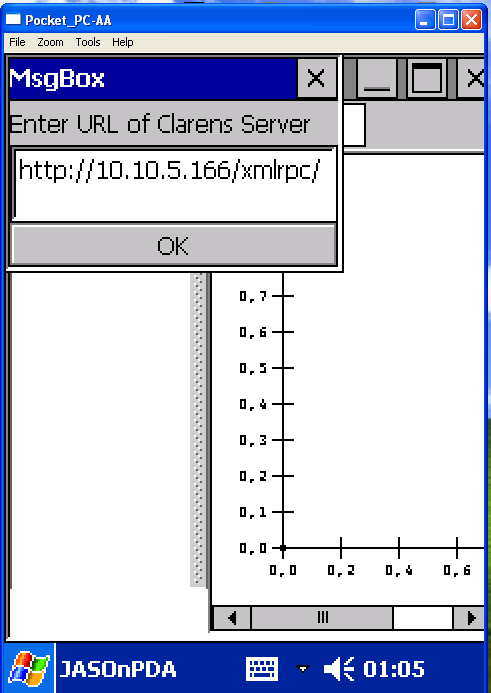 Pocket_PC-AA
File Zoom Tools Help
MsgBox
Enter URL of Clarens Server
http://10.10.5.166/xmlrpc/
OK
0,7
0,6
0,5
0,4
0,3
0,2
0,1
0,0
0,0 0,2 0,4 0,6
JASOnPDA 01:05